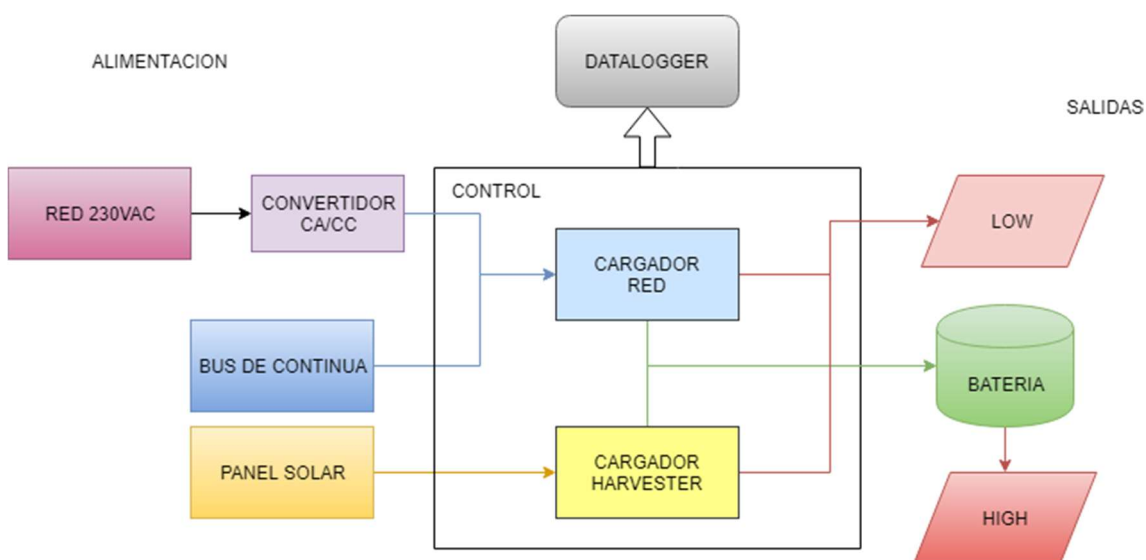 ALIMENTACION
DATALOGGER
SALIDAS
RED 230VAC
CONVERTIDOR
CA/CC
CONTROL
LOW
CARGADOR
RED
BUS DE CONTINUA
BATERIA
PANEL SOLAR
CARGADOR
HARVESTER
HIGH